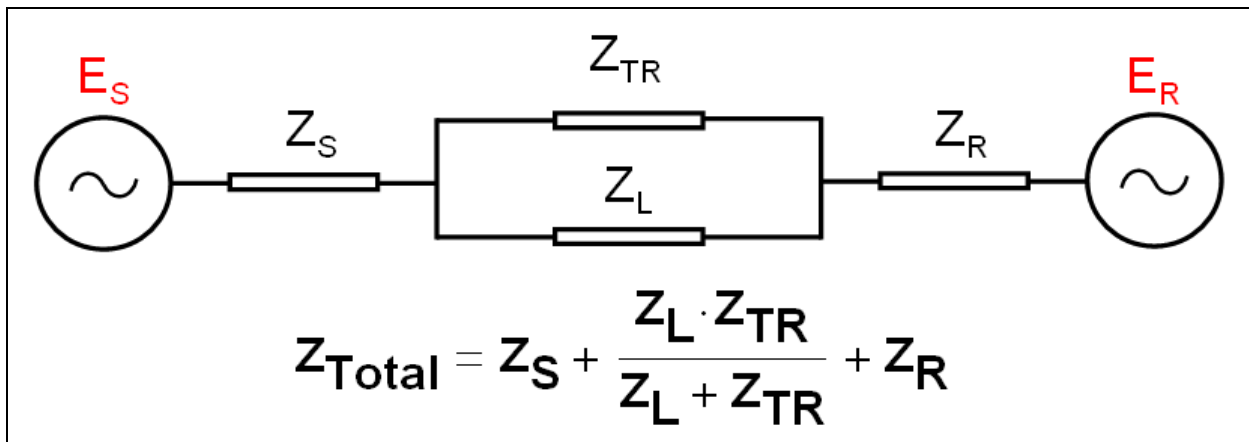 Z_TR
E_S
E_R
Z_S
Z_R
Z_L
Z_Total = Z_S + (Z_L · Z_TR) / (Z_L + Z_TR) + Z_R